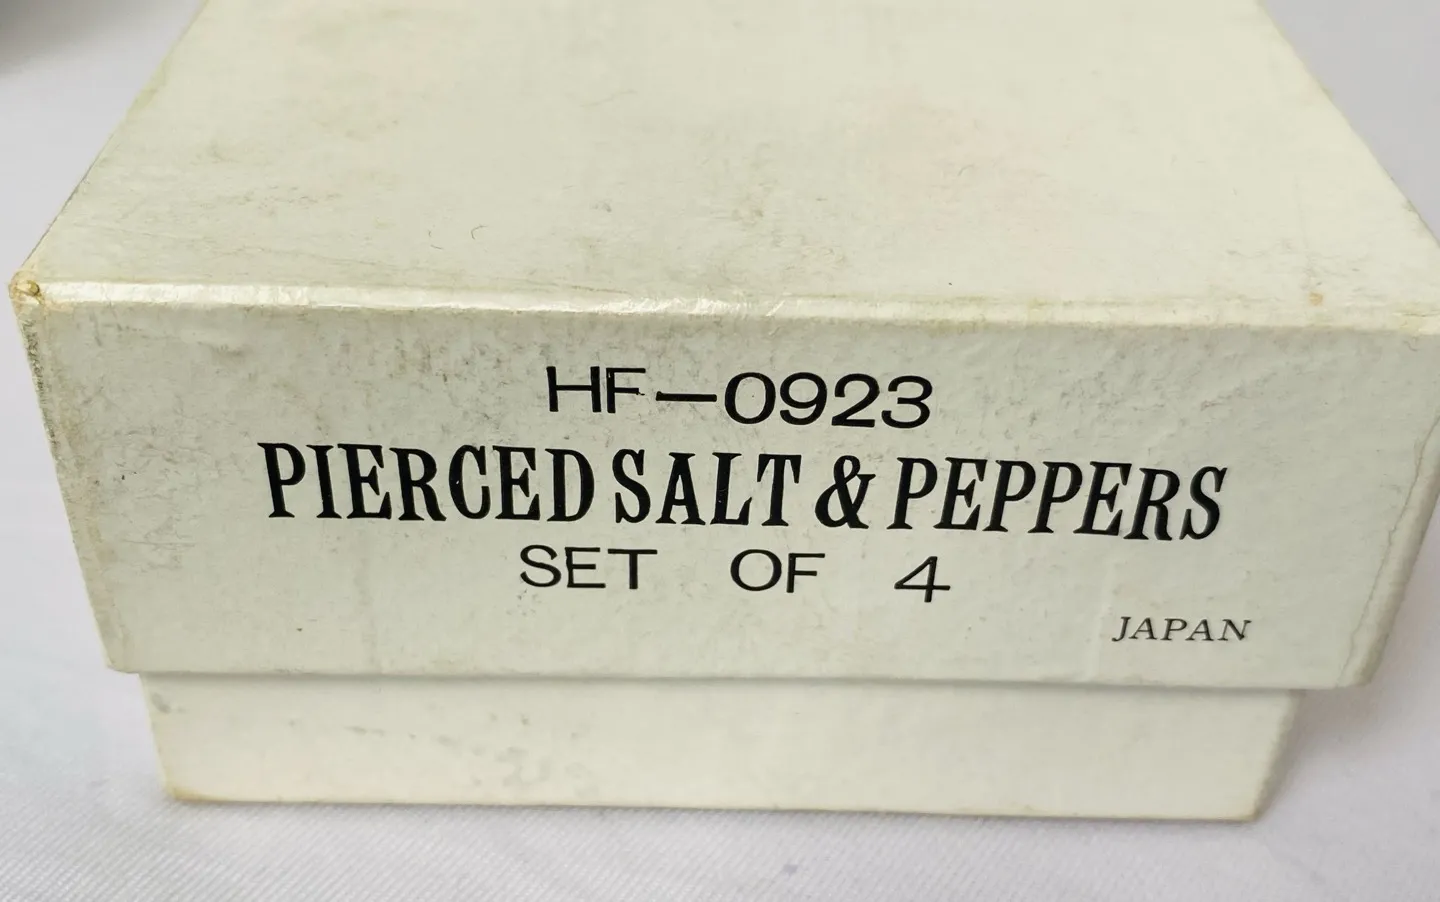 HF-0923
PIERCED SALT & PEPPERS
SET OF 4
JAPAN